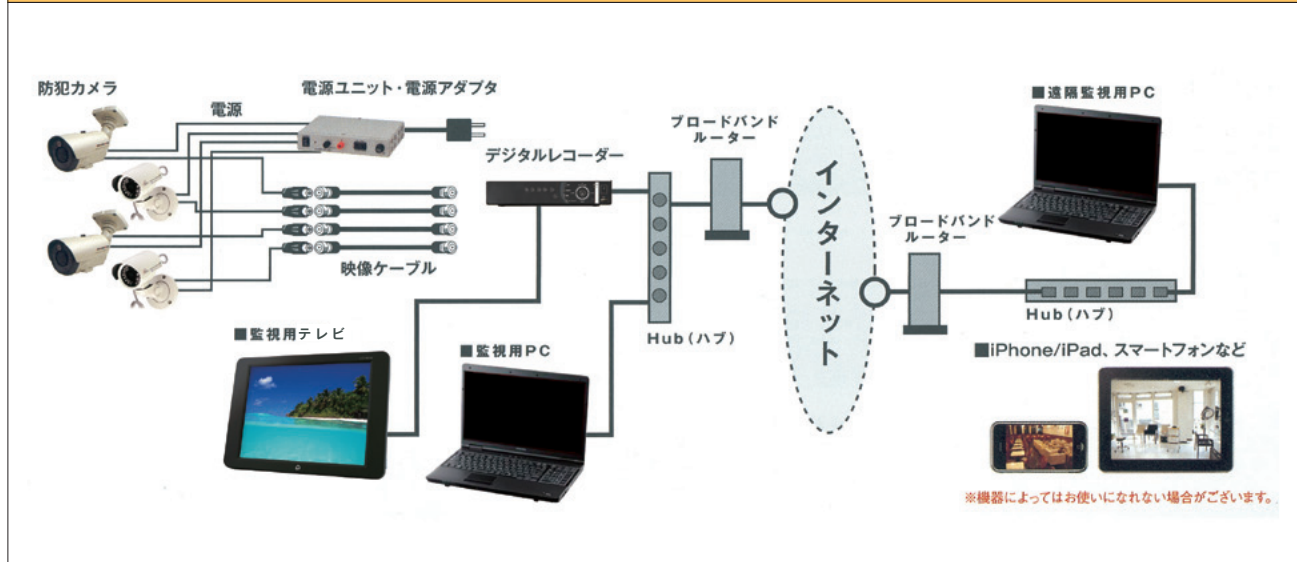 防犯カメラ
電源
電源ユニット・電源アダプタ
デジタルレコーダー
映像ケーブル
■監視用テレビ
■監視用PC
Hub(ハブ)
ブロードバンド
ルーター
インターネット
ブロードバンド
ルーター
■遠隔監視用PC
Hub(ハブ)
■iPhone/iPad、スマートフォンなど
※機器によってはお使いになれない場合がございます。